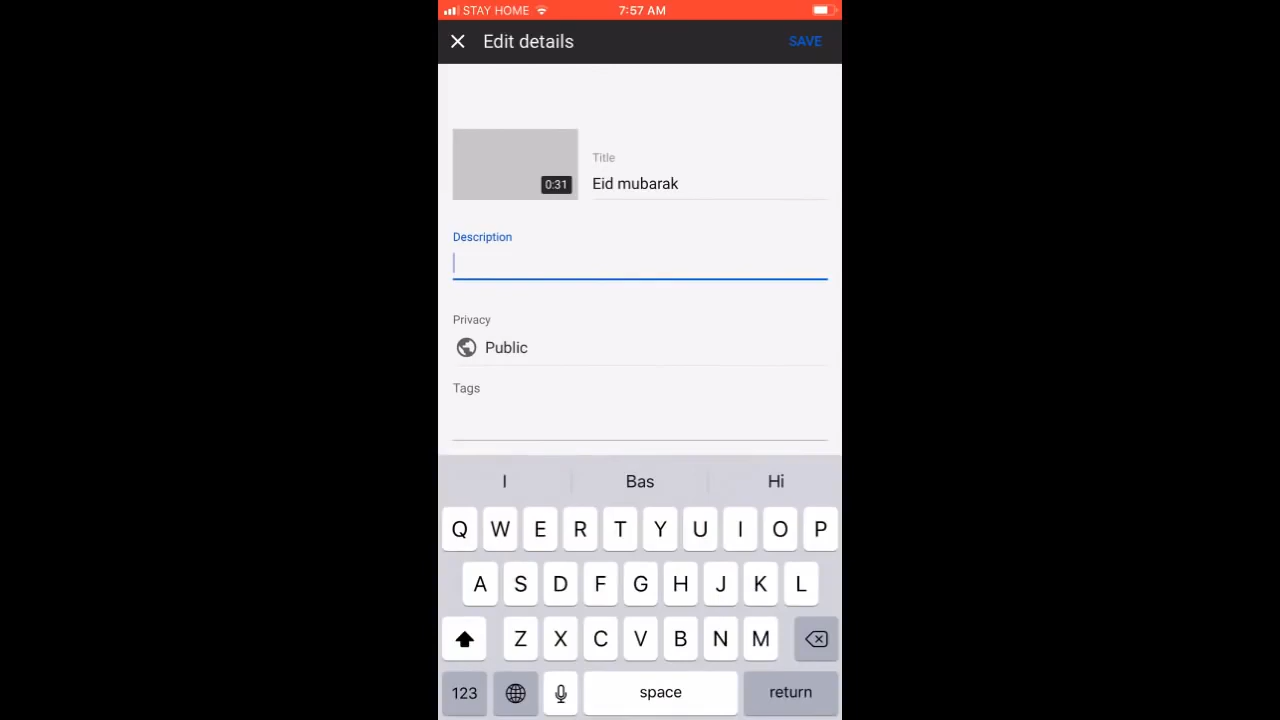 STAY HOME 7:57 AM
Edit details SAVE
0:31
Title
Eid mubarak
Description
Privacy
Public
Tags
I Bas Hi
Q W E R T Y U I O P
A S D F G H J K L
Z X C V B N M
123 space return